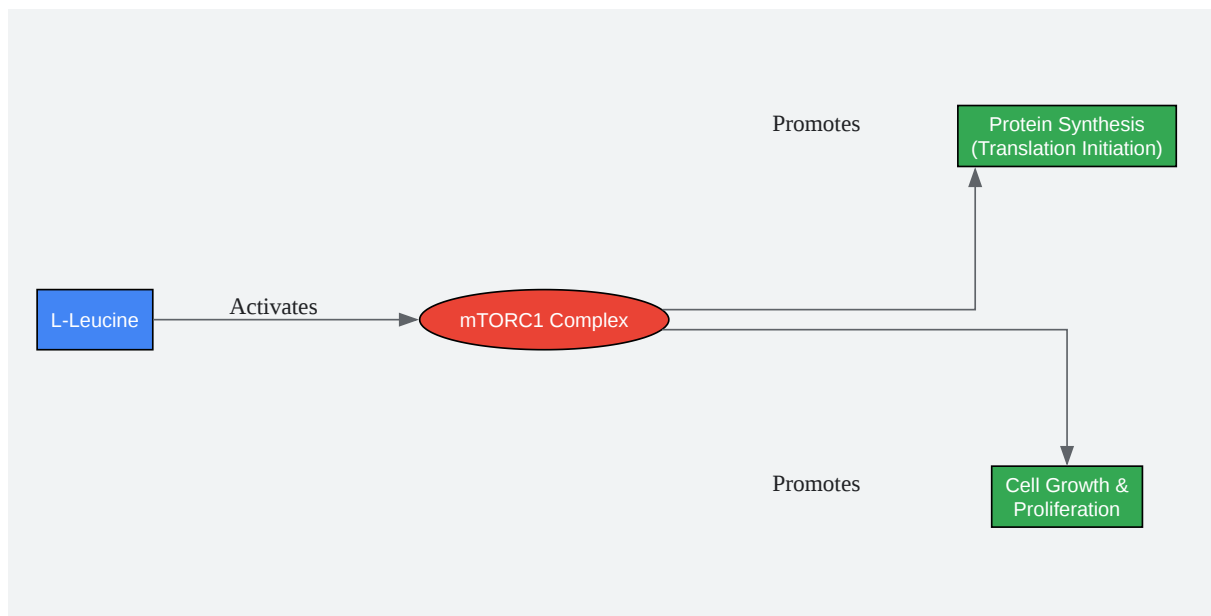 Promotes
Protein Synthesis
(Translation Initiation)
L-Leucine
Activates
mTORC1 Complex
Promotes
Cell Growth &
Proliferation